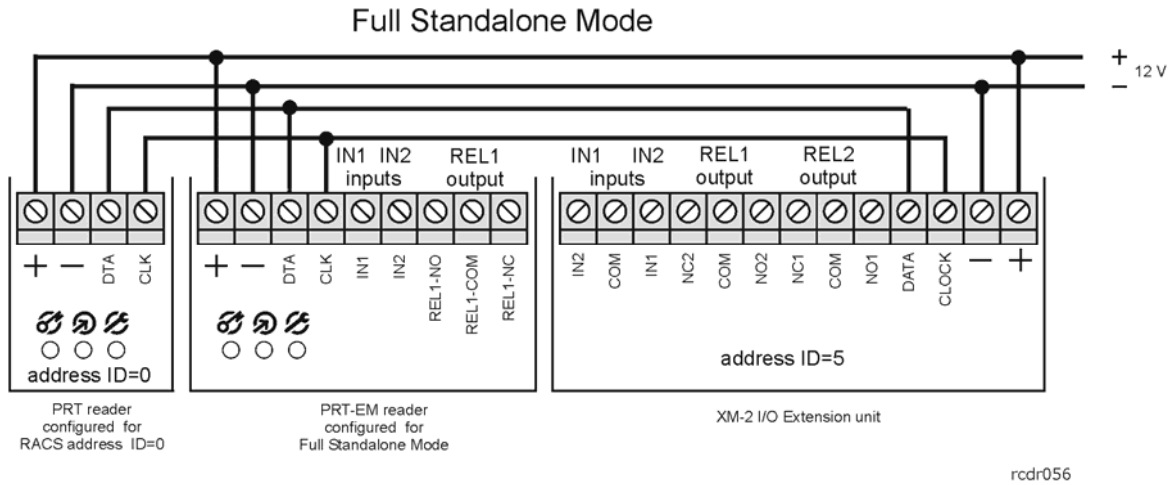 Full Standalone Mode
+
12 V
−
IN1 IN2 REL1
inputs output
IN1 IN2 REL1 REL2
inputs output output
+ − DTA CLK
+ − DTA CLK IN1 IN2 REL1-NO REL1-COM REL1-NC
IN2 COM IN1 NC2 COM NO2 NC1 COM NO1 DATA CLOCK − +
address ID=0
address ID=5
PRT reader
configured for
RACS address ID=0
PRT-EM reader
configured for
Full Standalone Mode
XM-2 I/O Extension unit
rcdr056